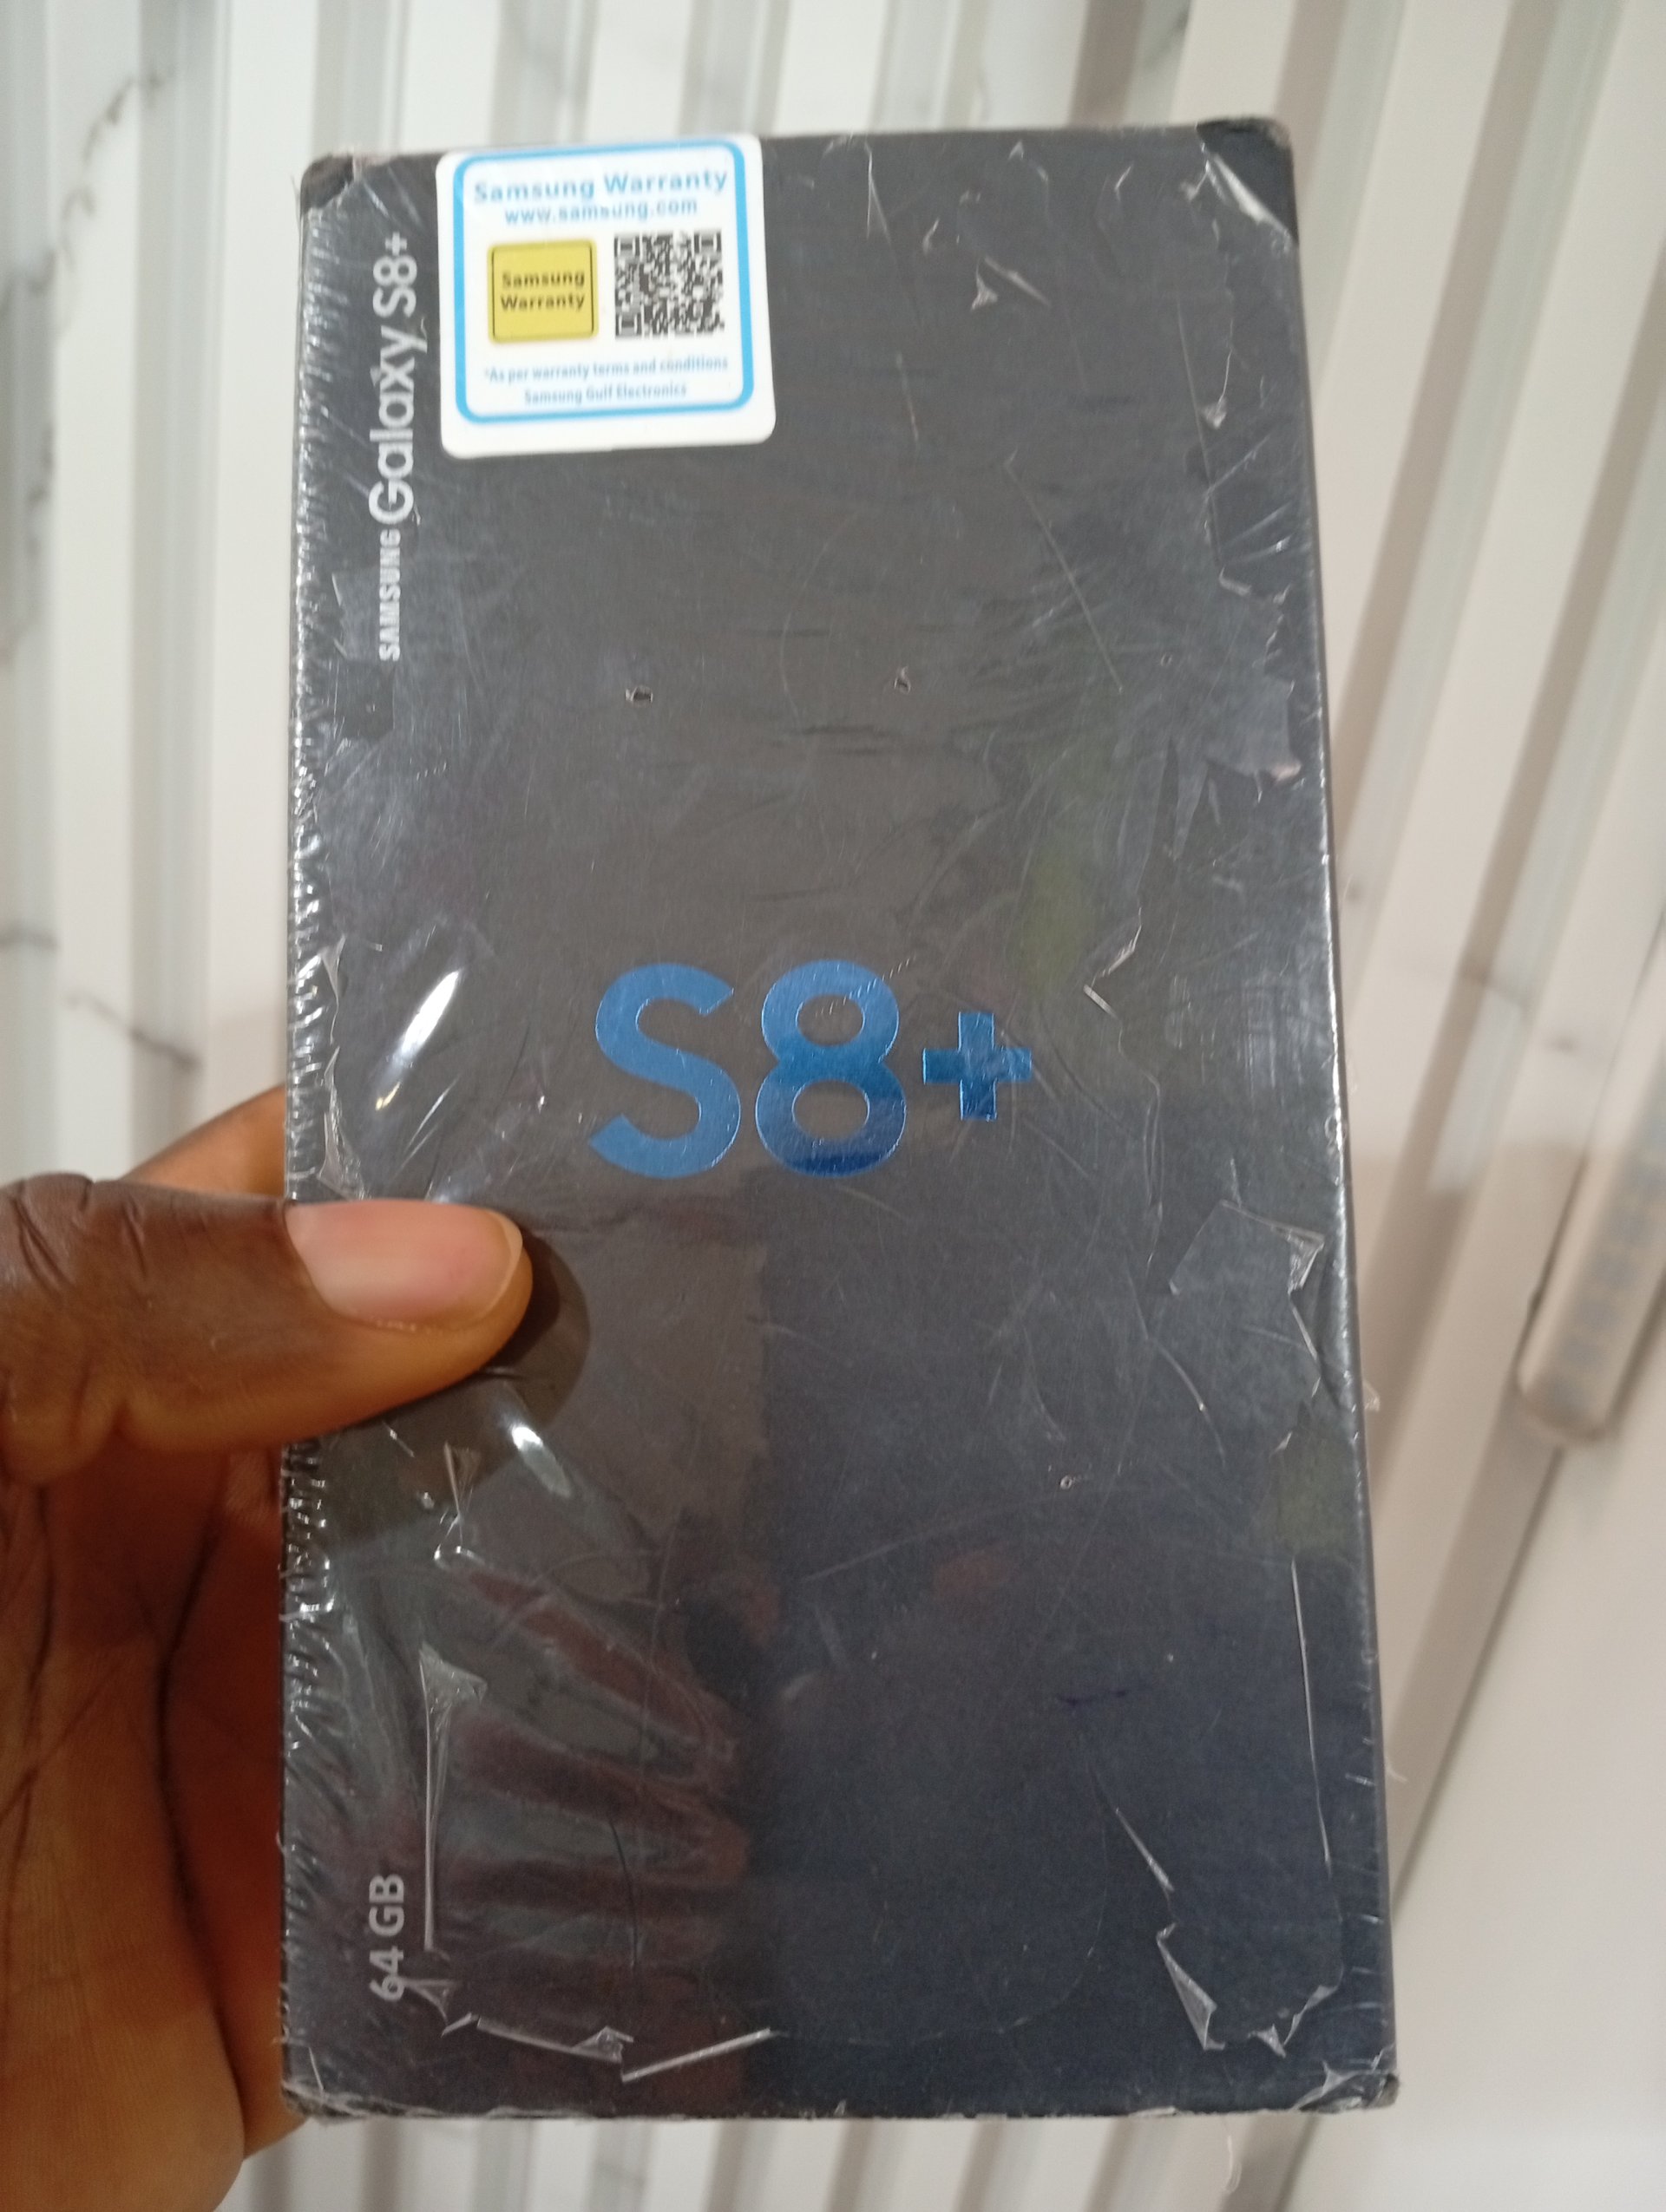 Samsung Warranty
www.samsung.com
Samsung
Warranty
*As per warranty terms and conditions
Samsung Gulf Electronics
SAMSUNG Galaxy S8+
S8+
64 GB